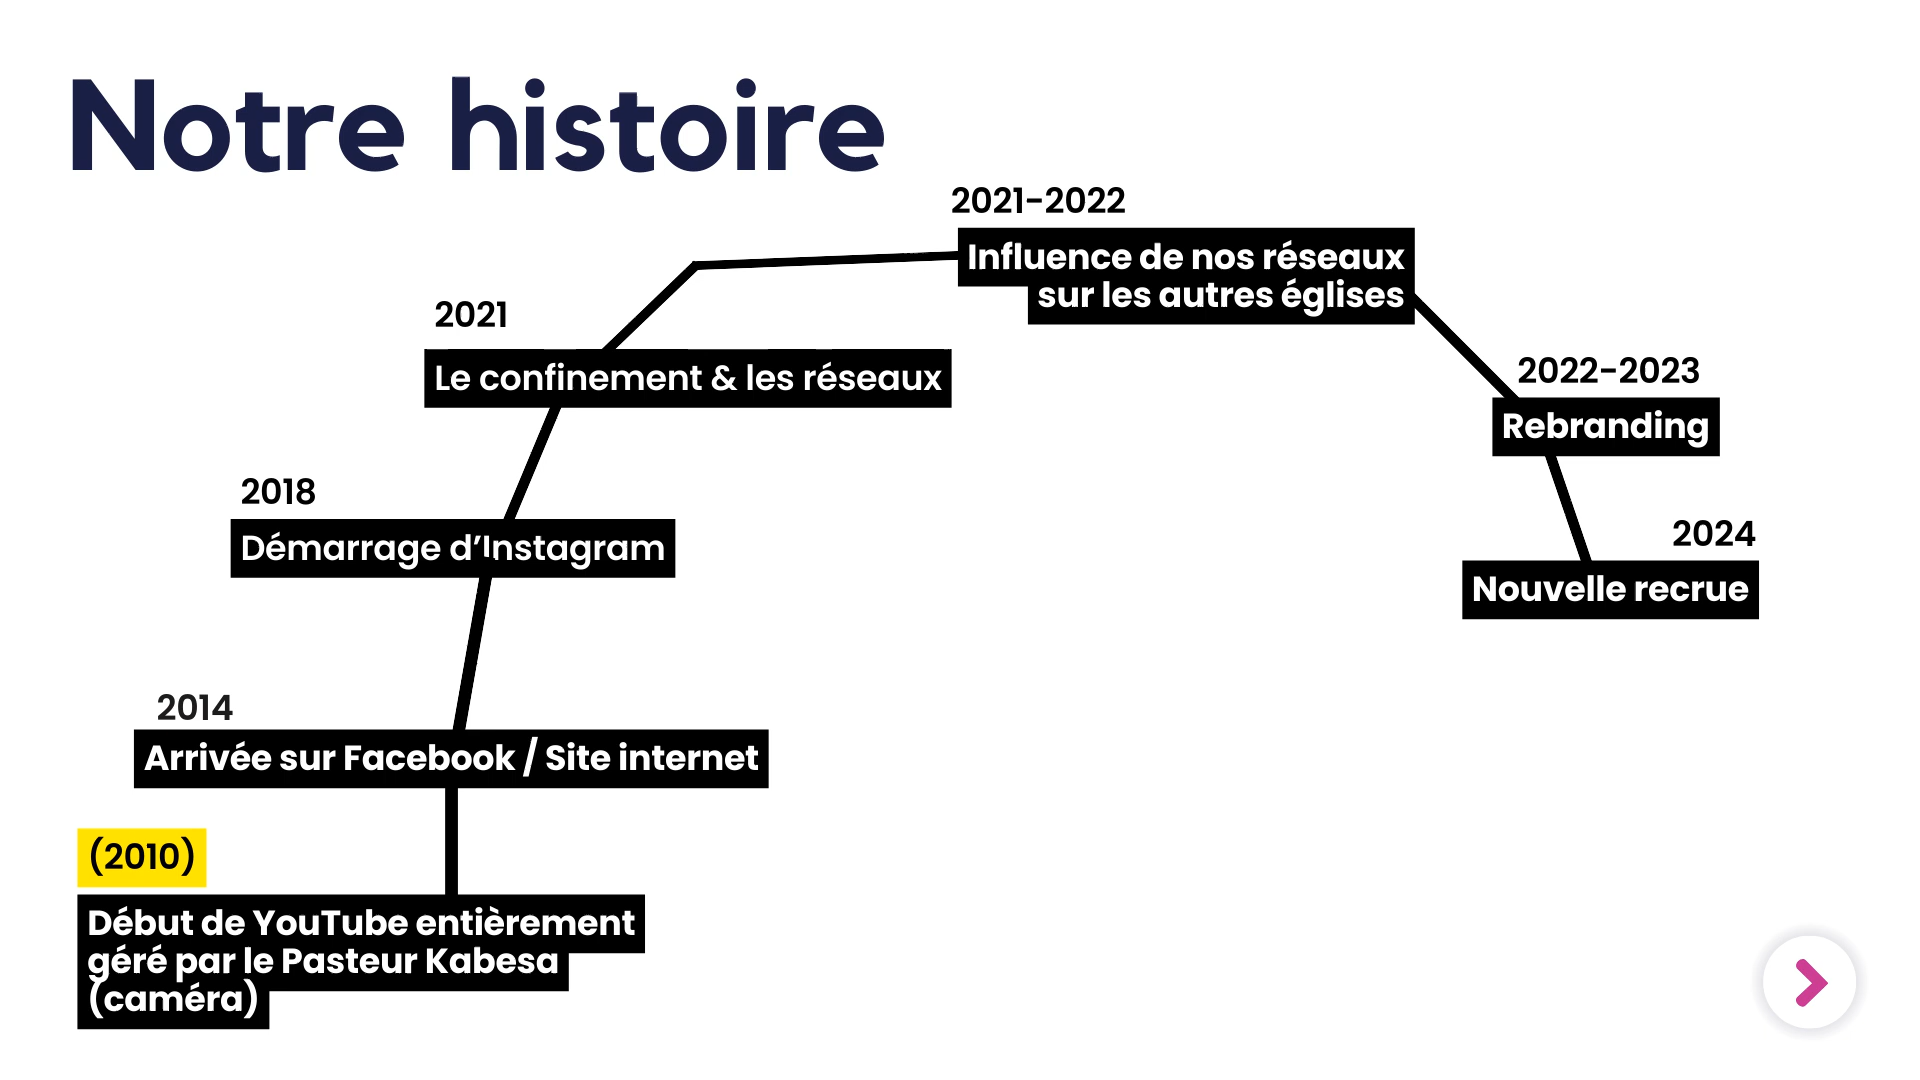 Notre histoire
2021-2022
Influence de nos réseaux
sur les autres églises
2021
Le confinement & les réseaux
2022-2023
Rebranding
2018
Démarrage d’Instagram
2024
Nouvelle recrue
2014
Arrivée sur Facebook / Site internet
(2010)
Début de YouTube entièrement
géré par le Pasteur Kabesa
(caméra)